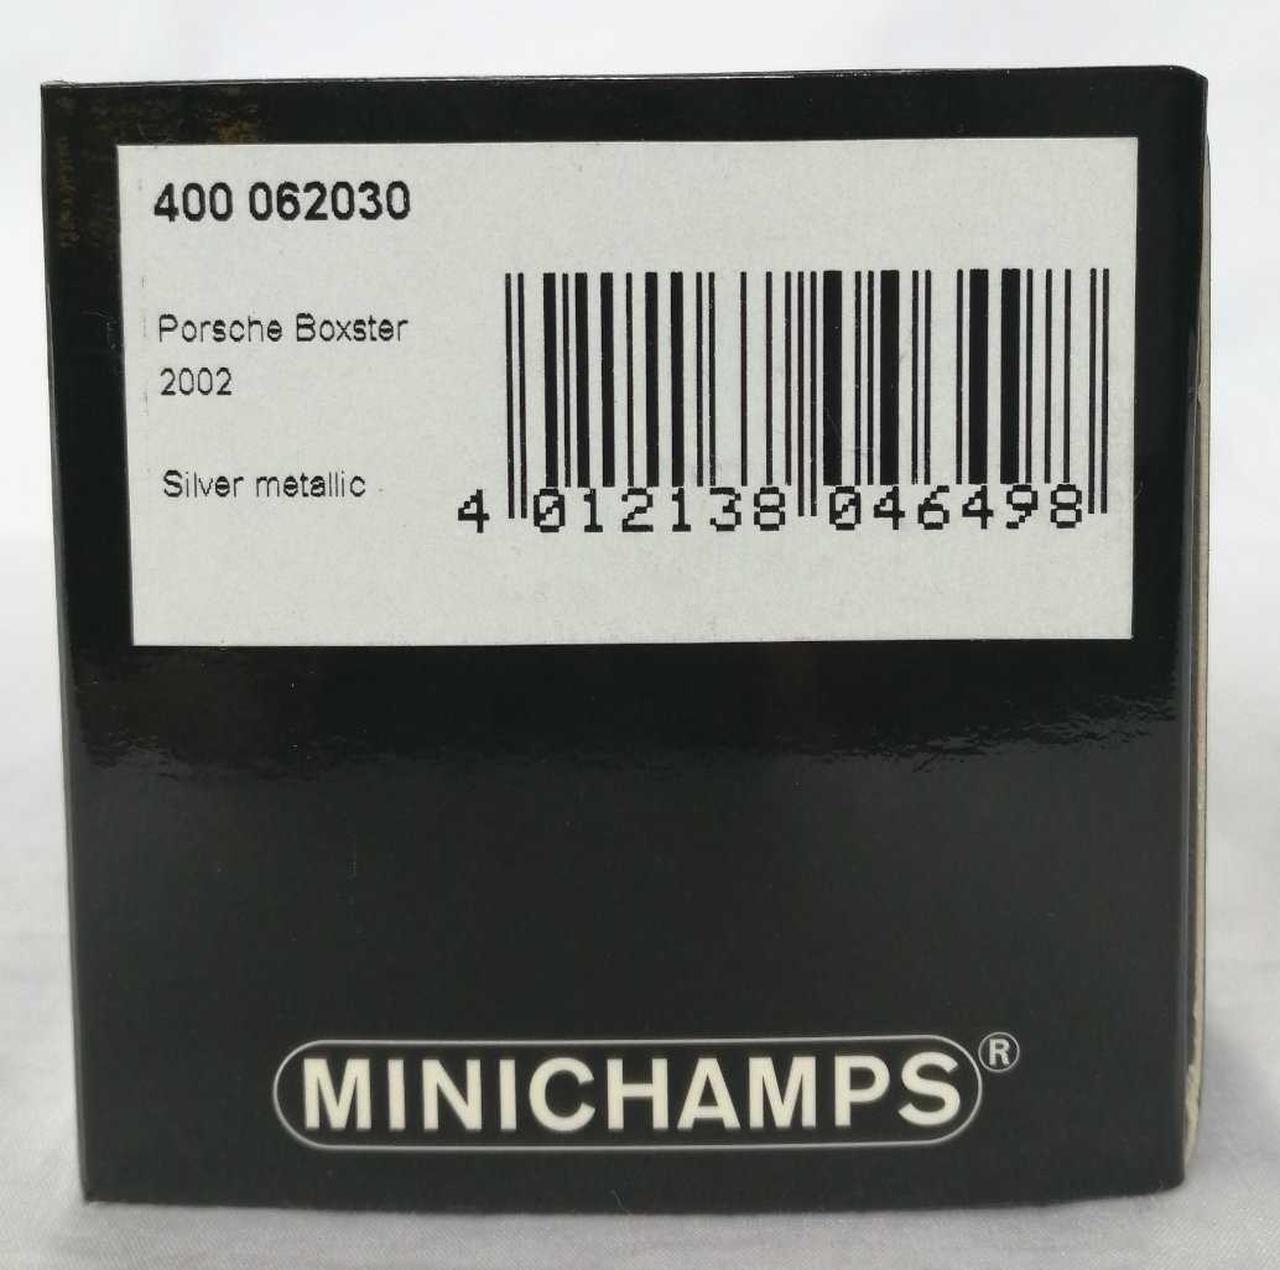 400 062030
Porsche Boxster
2002
Silver metallic
4 012138 046498
MINICHAMPS®